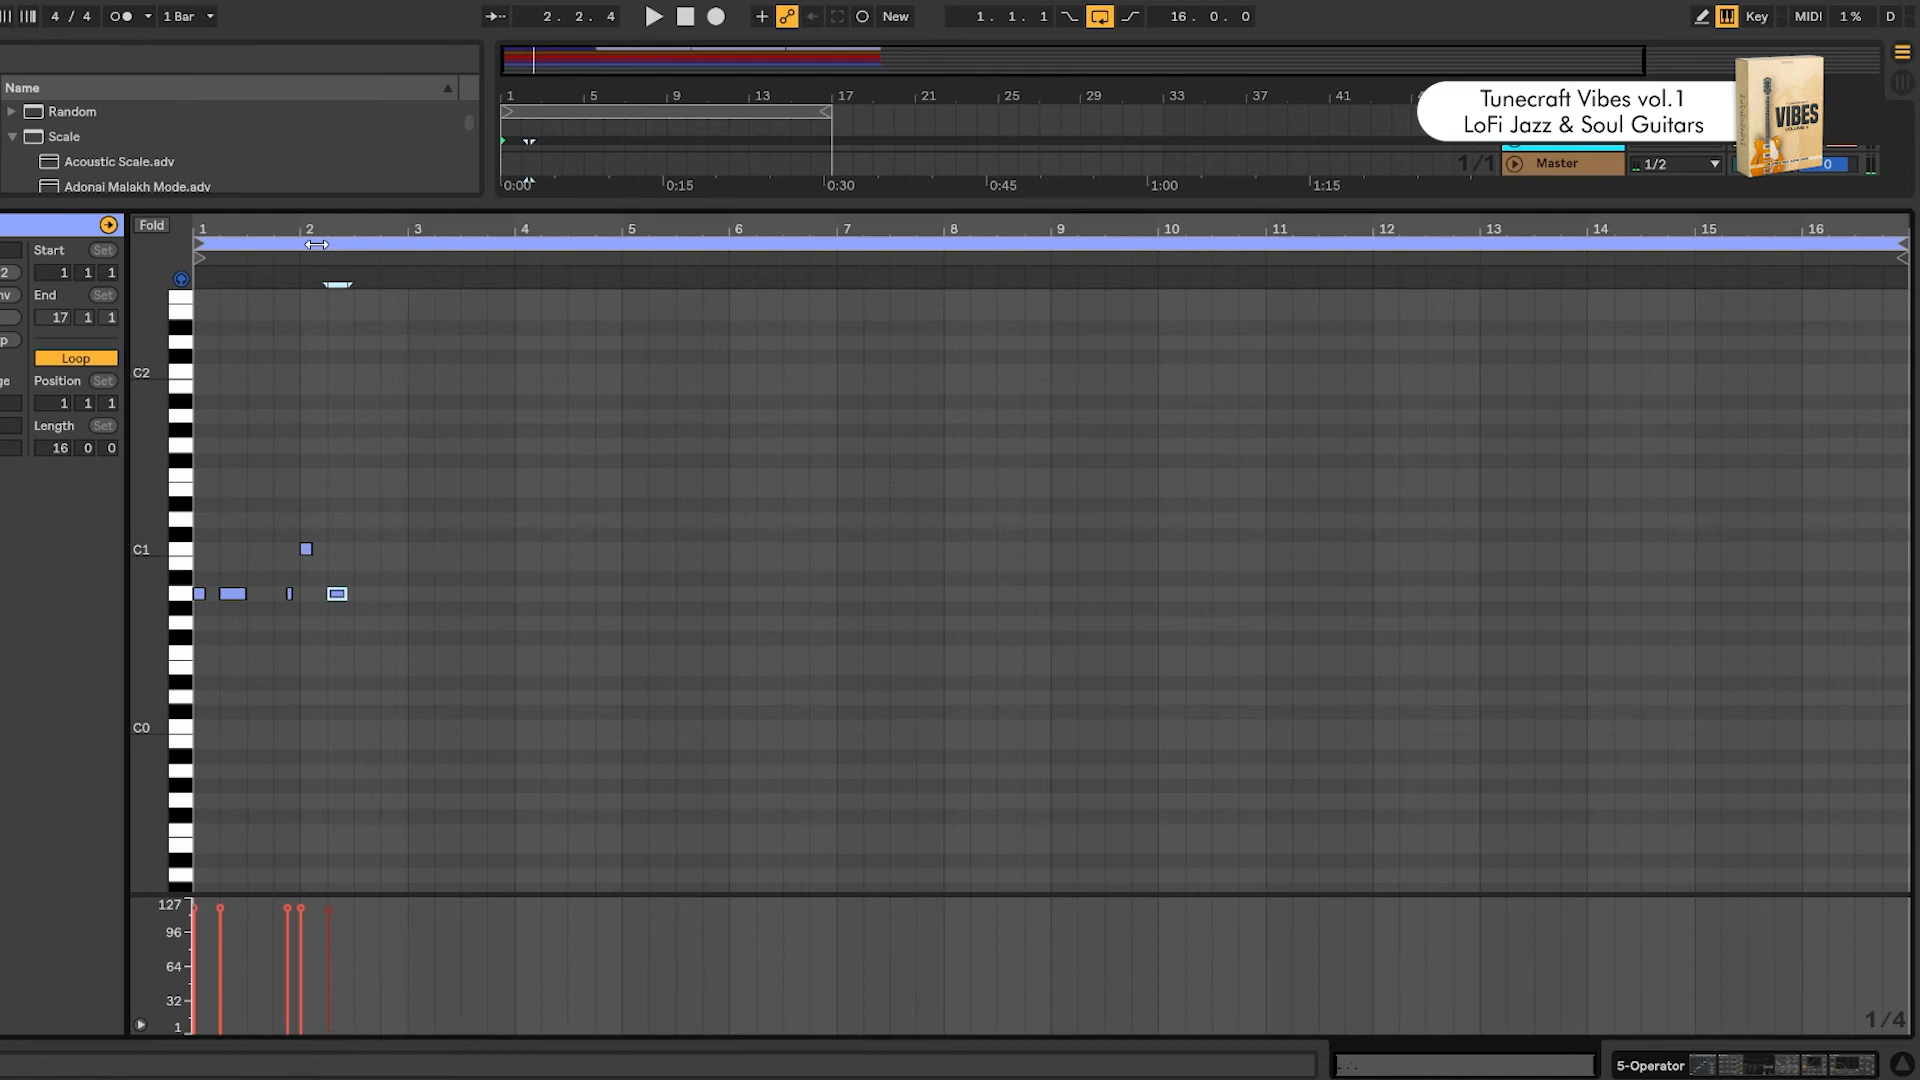 4 / 4
1 Bar
2. 2. 4
New
1. 1. 1
16. 0. 0
Key
MIDI
1 %
D
Name
Random
Scale
Acoustic Scale.adv
Adonai Malakh Mode.adv
1 5 9 13 17 21 25 29 33 37 41
0:00 0:15 0:30 0:45 1:00 1:15
1/1
Tunecraft Vibes vol.1
LoFi Jazz & Soul Guitars
VIBES
Master
1/2
0
Fold
1 2 3 4 5 6 7 8 9 10 11 12 13 14 15 16
Start Set
1 1 1
End Set
17 1 1
Loop
Position Set
1 1 1
Length Set
16 0 0
C2
C1
C0
127
96
64
32
1
1/4
5-Operator